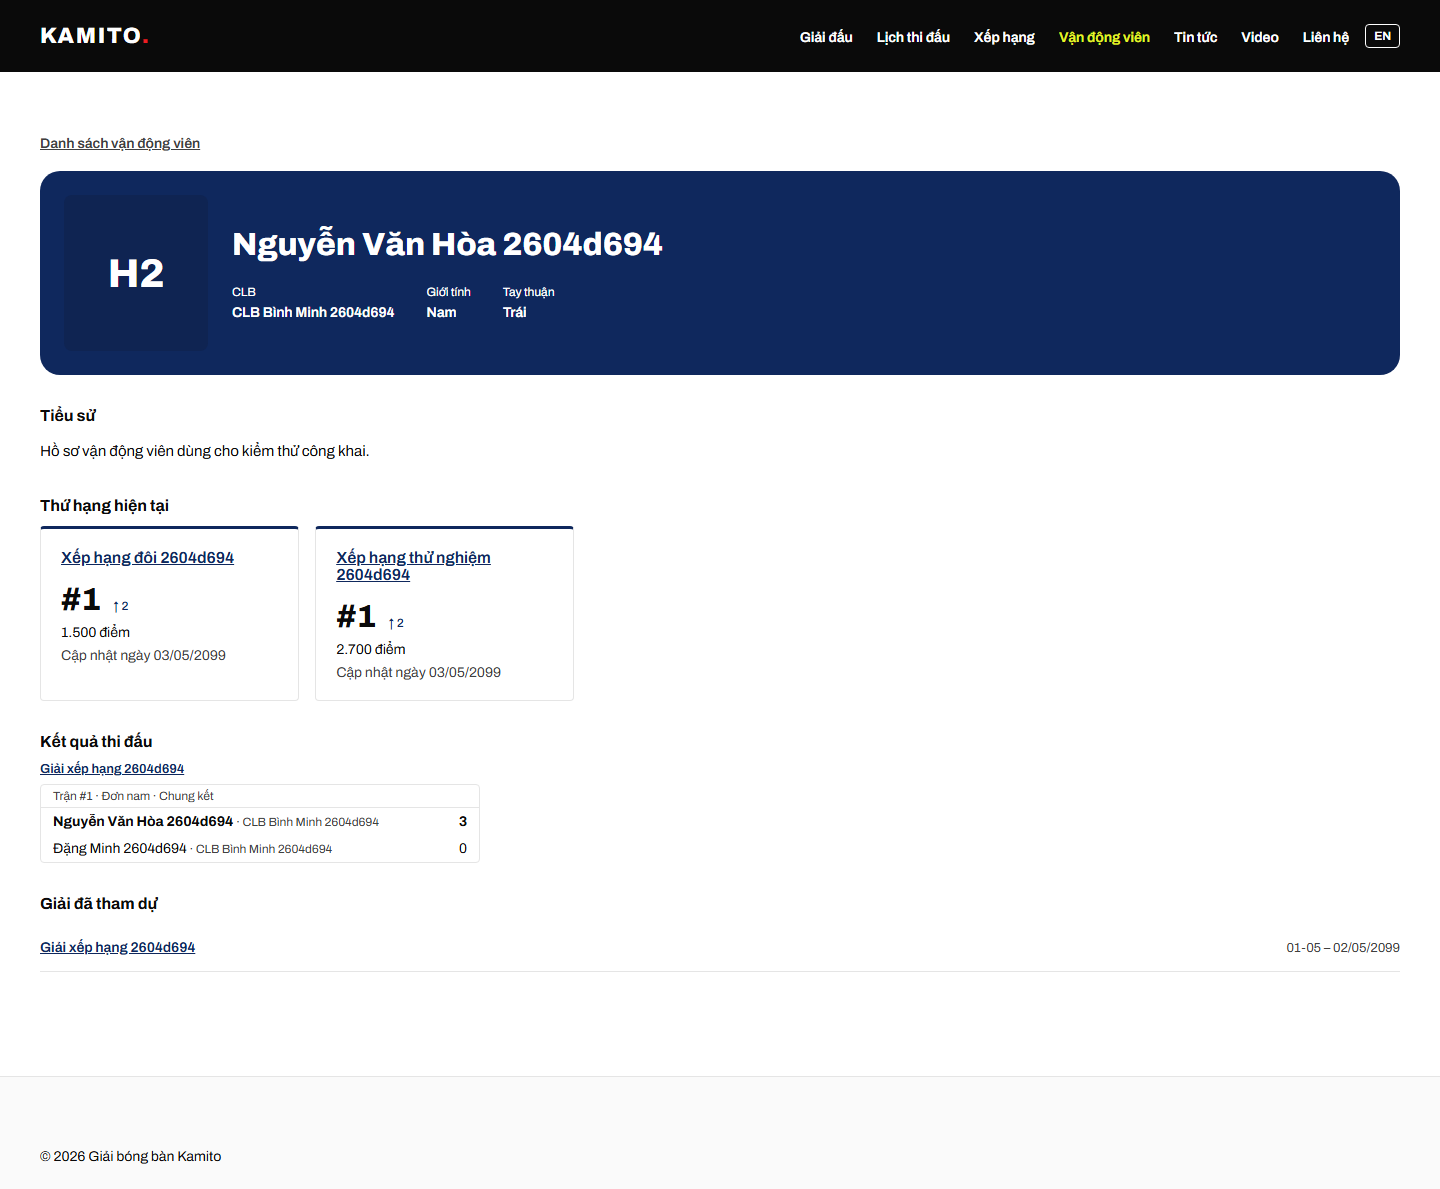 KAMITO.
Giải đấu
Lịch thi đấu
Xếp hạng
Vận động viên
Tin tức
Video
Liên hệ
EN
Danh sách vận động viên
H2
Nguyễn Văn Hòa 2604d694
CLB
CLB Bình Minh 2604d694
Giới tính
Nam
Tay thuận
Trái
Tiểu sử
Hồ sơ vận động viên dùng cho kiểm thử công khai.
Thứ hạng hiện tại
Xếp hạng đôi 2604d694
#1 ↑2
1.500 điểm
Cập nhật ngày 03/05/2099
Xếp hạng thử nghiệm
2604d694
#1 ↑2
2.700 điểm
Cập nhật ngày 03/05/2099
Kết quả thi đấu
Giải xếp hạng 2604d694
Trận #1 · Đơn nam · Chung kết
Nguyễn Văn Hòa 2604d694 · CLB Bình Minh 2604d694 3
Đặng Minh 2604d694 · CLB Bình Minh 2604d694 0
Giải đã tham dự
Giải xếp hạng 2604d694 01-05 – 02/05/2099
© 2026 Giải bóng bàn Kamito